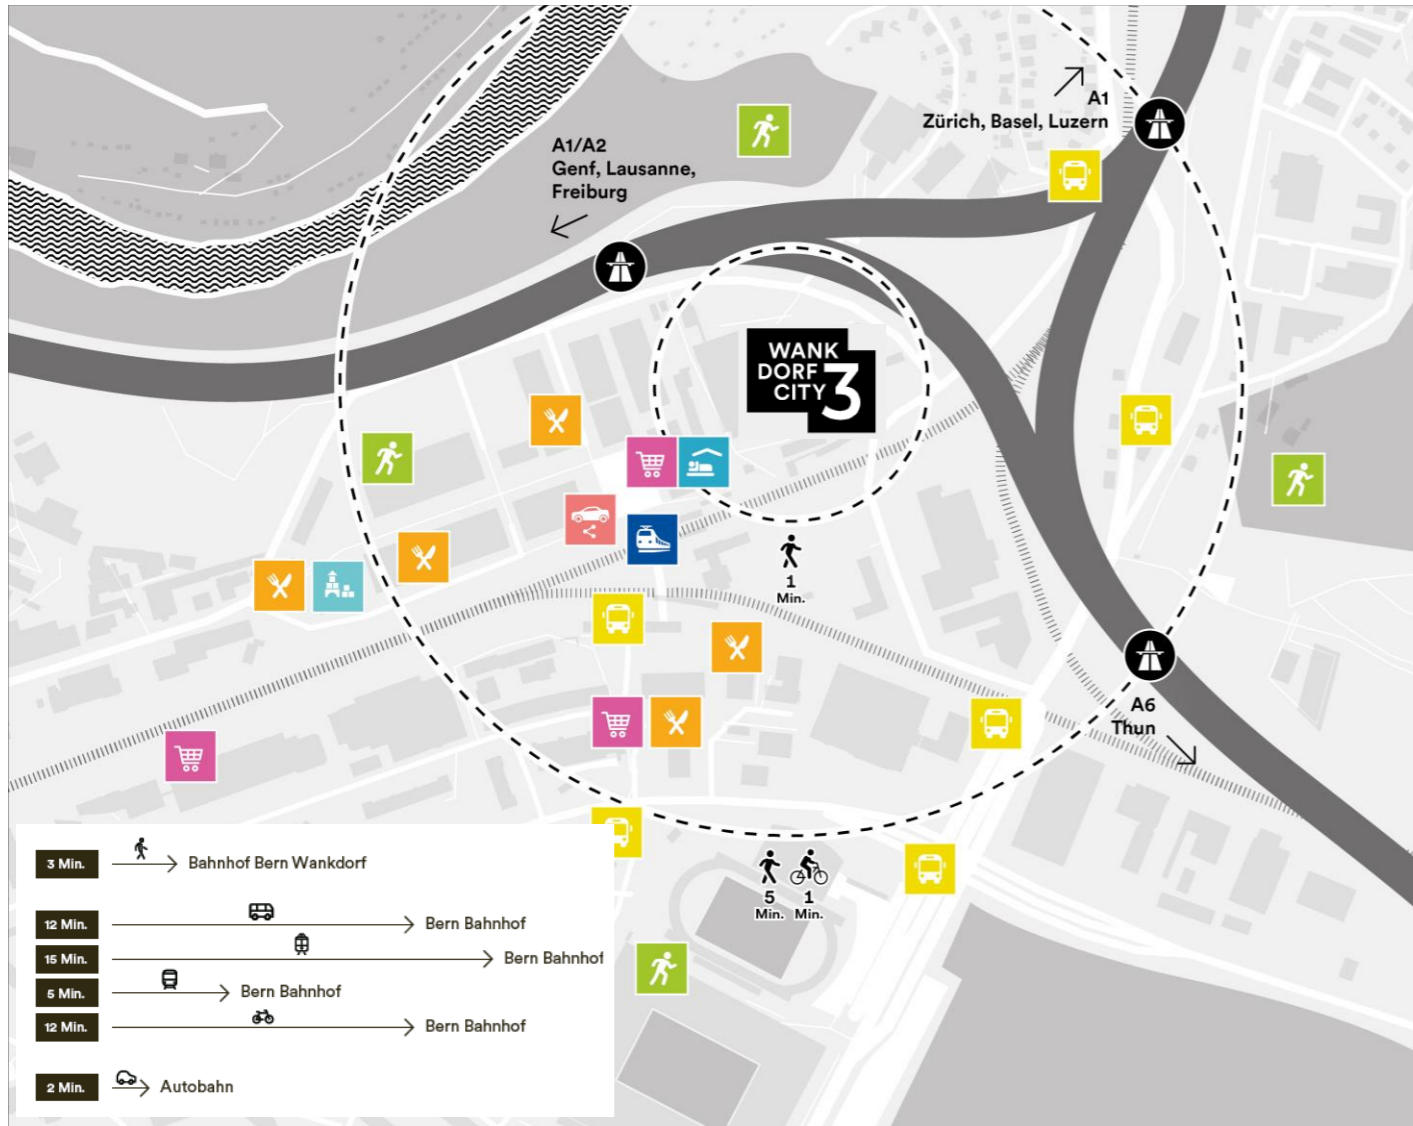 A1
Zürich, Basel, Luzern
A1/A2
Genf, Lausanne,
Freiburg
WANK
DORF
CITY 3
1
Min.
A6
Thun
5
Min.
1
Min.
3 Min.
Bahnhof Bern Wankdorf
12 Min.
Bern Bahnhof
15 Min.
Bern Bahnhof
5 Min.
Bern Bahnhof
12 Min.
Bern Bahnhof
2 Min.
Autobahn